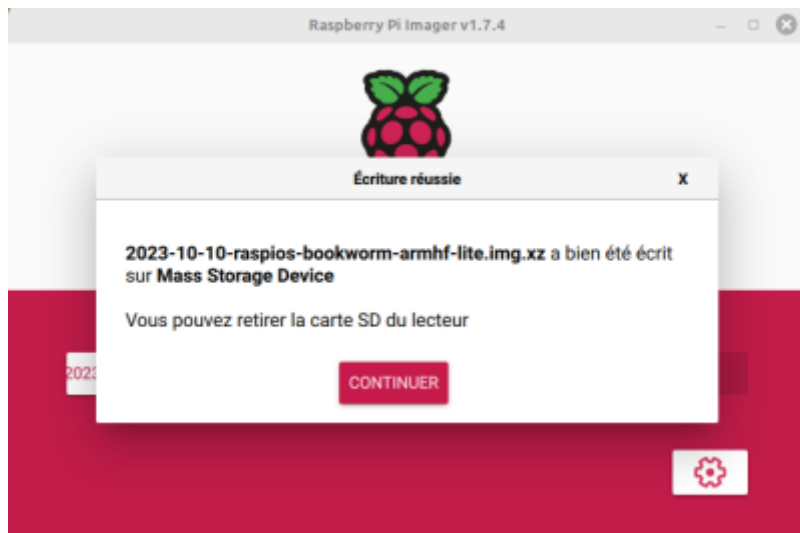 Raspberry Pi Imager v1.7.4
Écriture réussie
X
2023-10-10-raspios-bookworm-armhf-lite.img.xz a bien été écrit
sur Mass Storage Device
Vous pouvez retirer la carte SD du lecteur
2023
CONTINUER